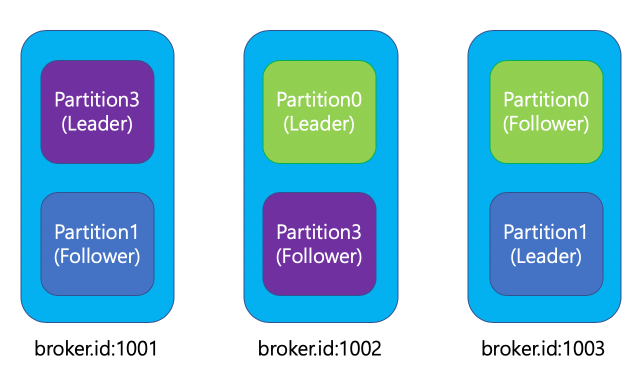 Partition3
(Leader)
Partition1
(Follower)
broker.id:1001
Partition0
(Leader)
Partition3
(Follower)
broker.id:1002
Partition0
(Follower)
Partition1
(Leader)
broker.id:1003